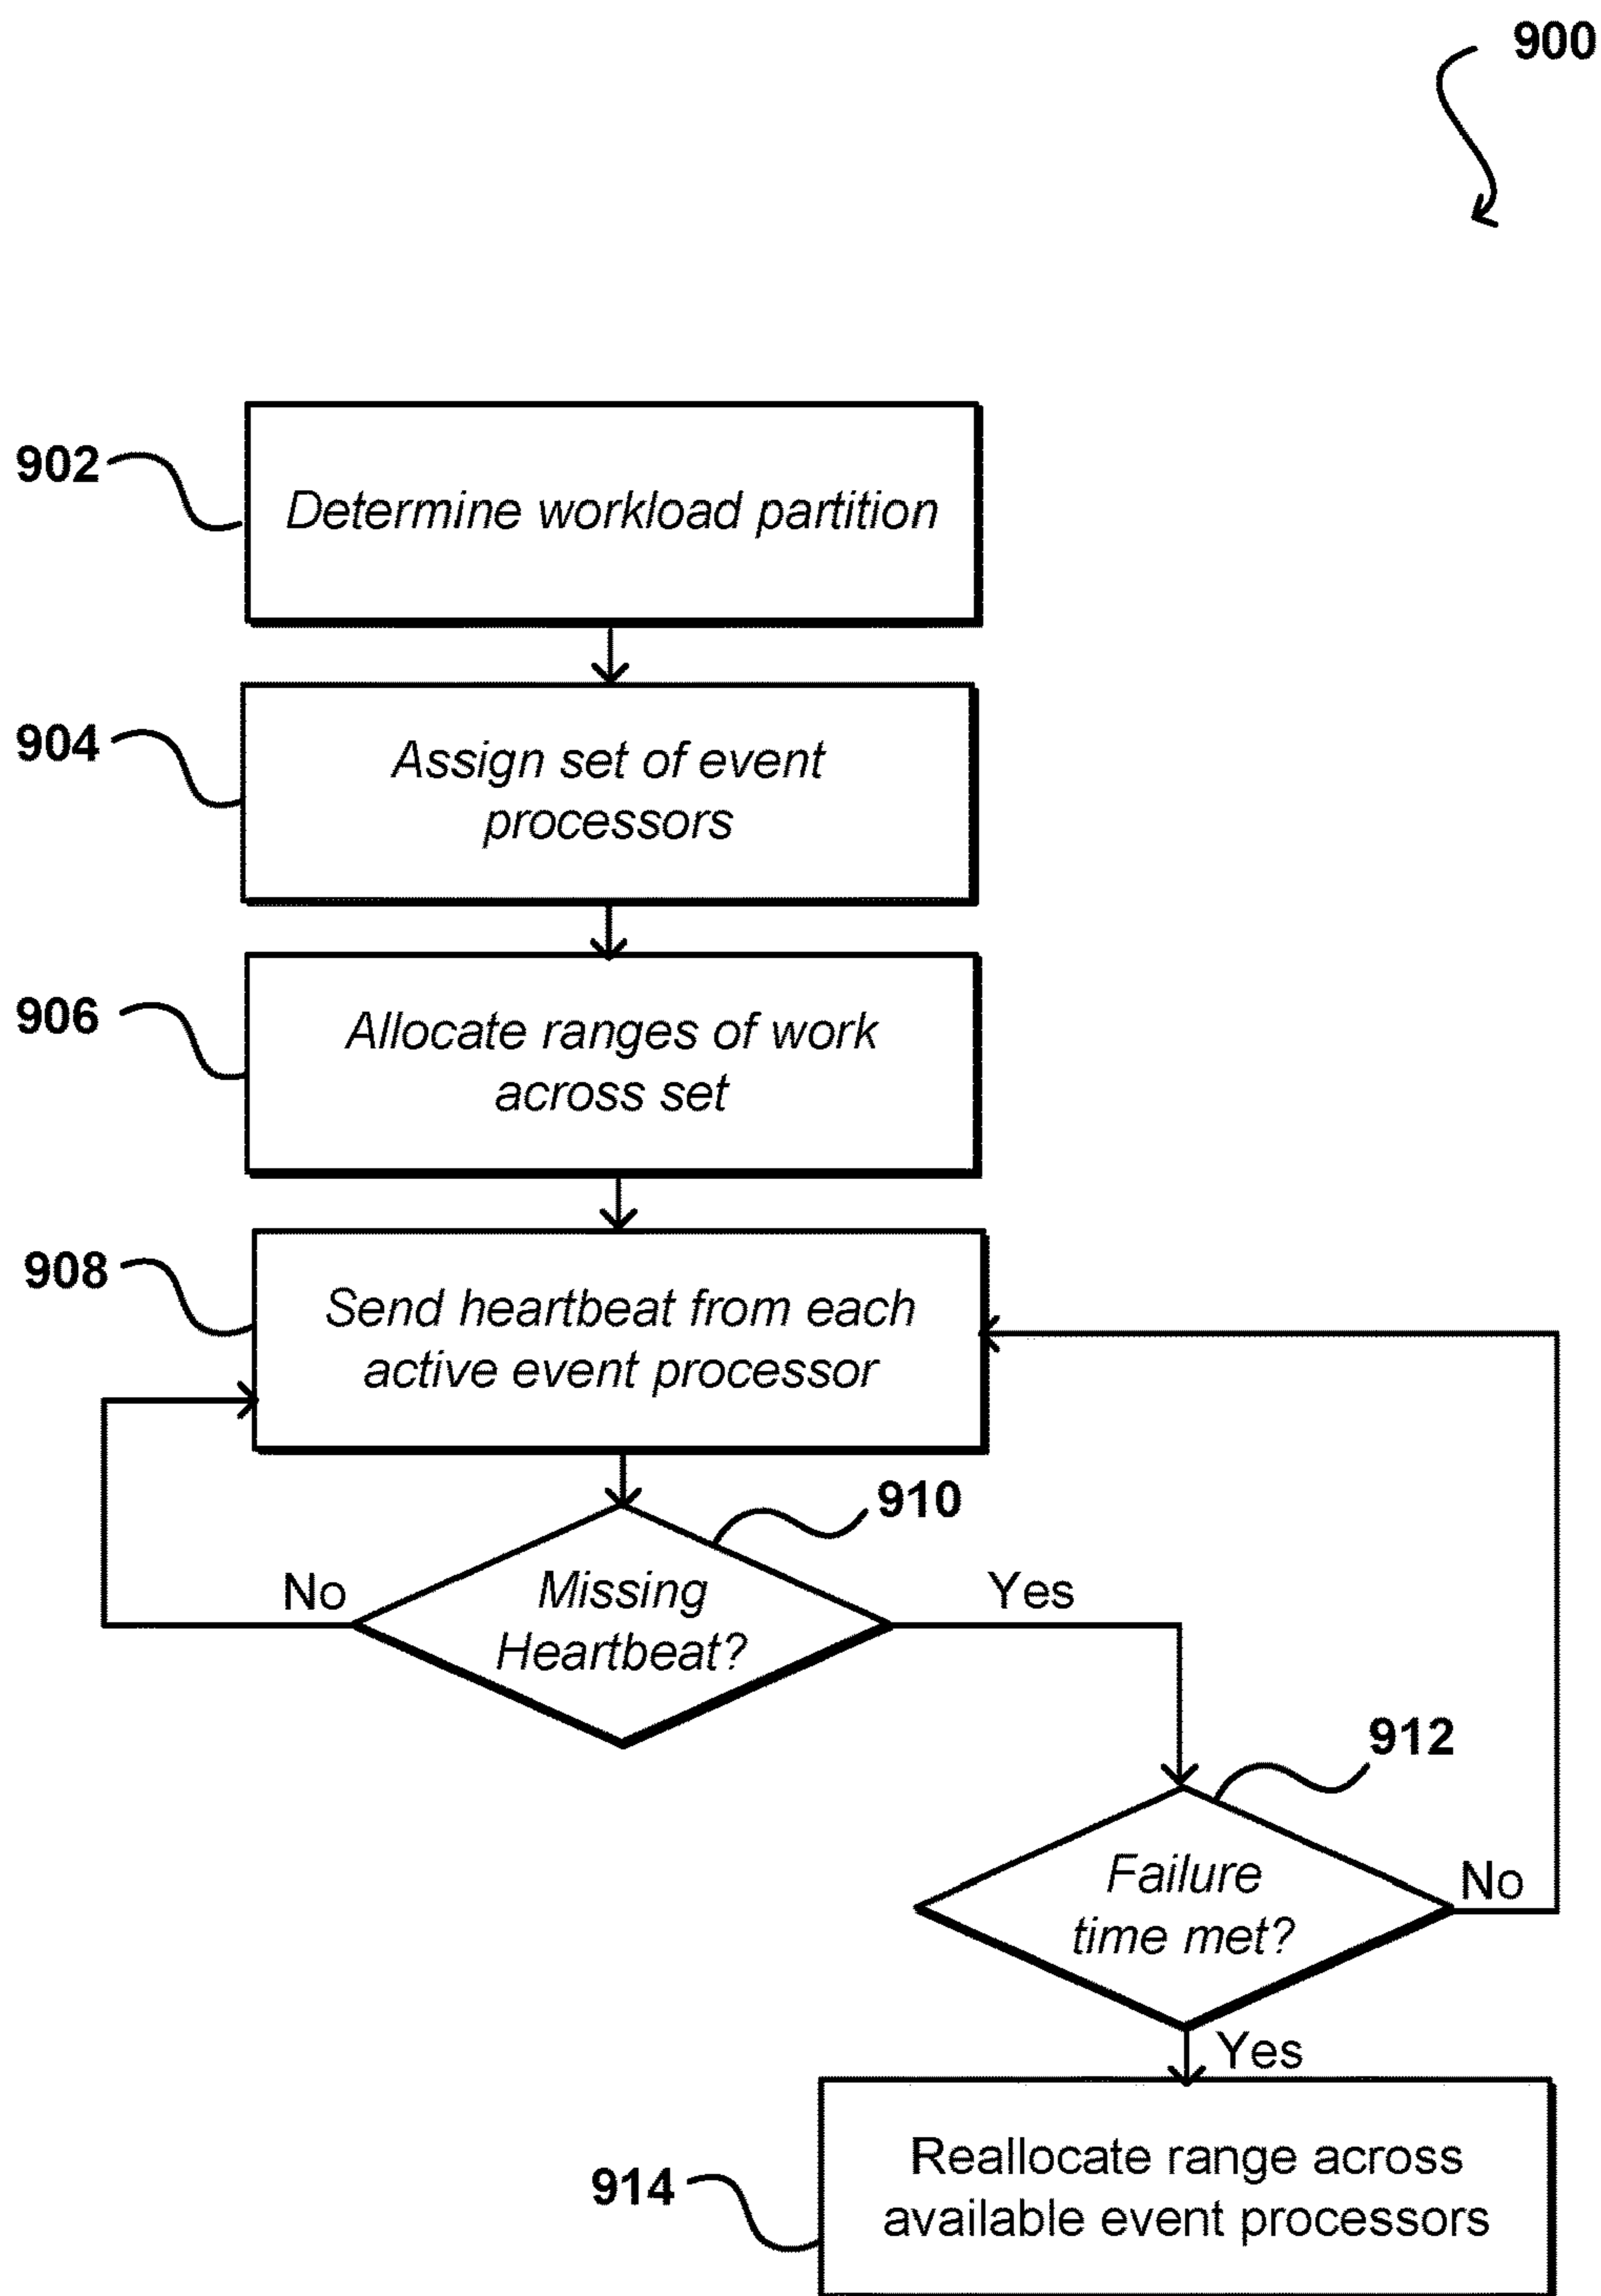 900
902
Determine workload partition
904
Assign set of event
processors
906
Allocate ranges of work
across set
908
Send heartbeat from each
active event processor
910
No
Missing
Heartbeat?
Yes
912
Failure
time met?
No
Yes
914
Reallocate range across
available event processors